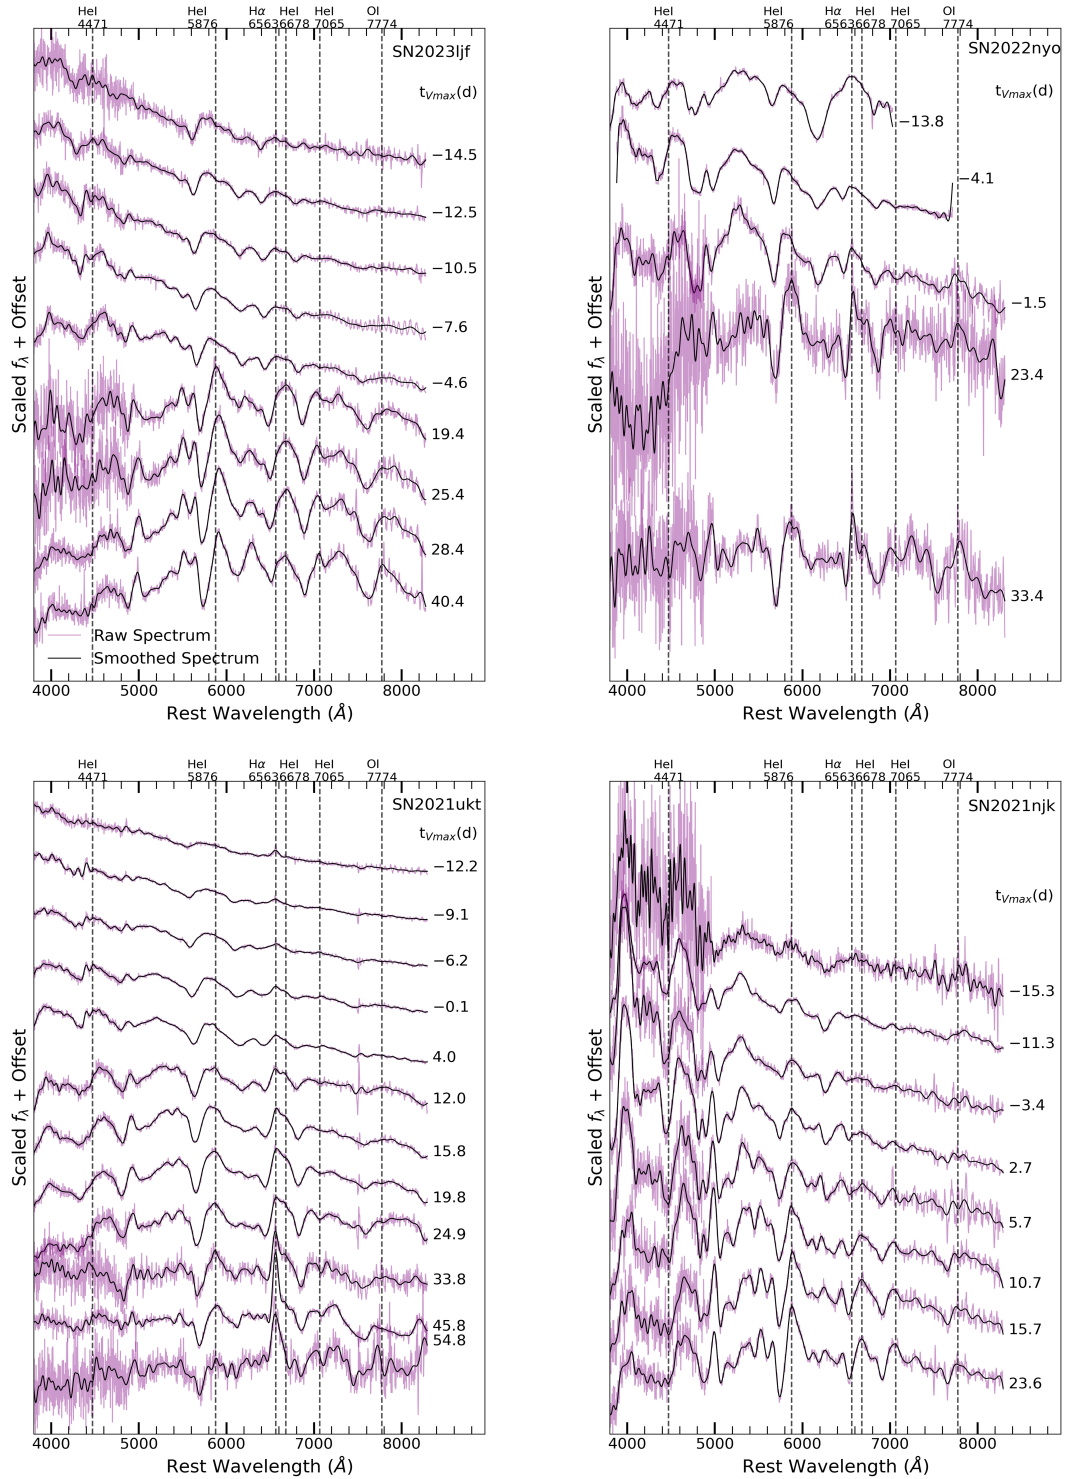 HeI HeI Hα HeI HeI OI
4471 5876 6563 6678 7065 7774
SN2023ljf
t_Vmax(d)
−14.5
−12.5
−10.5
−7.6
−4.6
19.4
25.4
28.4
40.4
Raw Spectrum
Smoothed Spectrum
Scaled f_λ + Offset
4000 5000 6000 7000 8000
Rest Wavelength (Å)
HeI HeI Hα HeI HeI OI
4471 5876 6563 6678 7065 7774
SN2022nyo
t_Vmax(d)
−13.8
−4.1
−1.5
23.4
33.4
Scaled f_λ + Offset
4000 5000 6000 7000 8000
Rest Wavelength (Å)
HeI HeI Hα HeI HeI OI
4471 5876 6563 6678 7065 7774
SN2021ukt
t_Vmax(d)
−12.2
−9.1
−6.2
−0.1
4.0
12.0
15.8
19.8
24.9
33.8
45.8
54.8
Scaled f_λ + Offset
4000 5000 6000 7000 8000
Rest Wavelength (Å)
HeI HeI Hα HeI HeI OI
4471 5876 6563 6678 7065 7774
SN2021njk
t_Vmax(d)
−15.3
−11.3
−3.4
2.7
5.7
10.7
15.7
23.6
Scaled f_λ + Offset
4000 5000 6000 7000 8000
Rest Wavelength (Å)